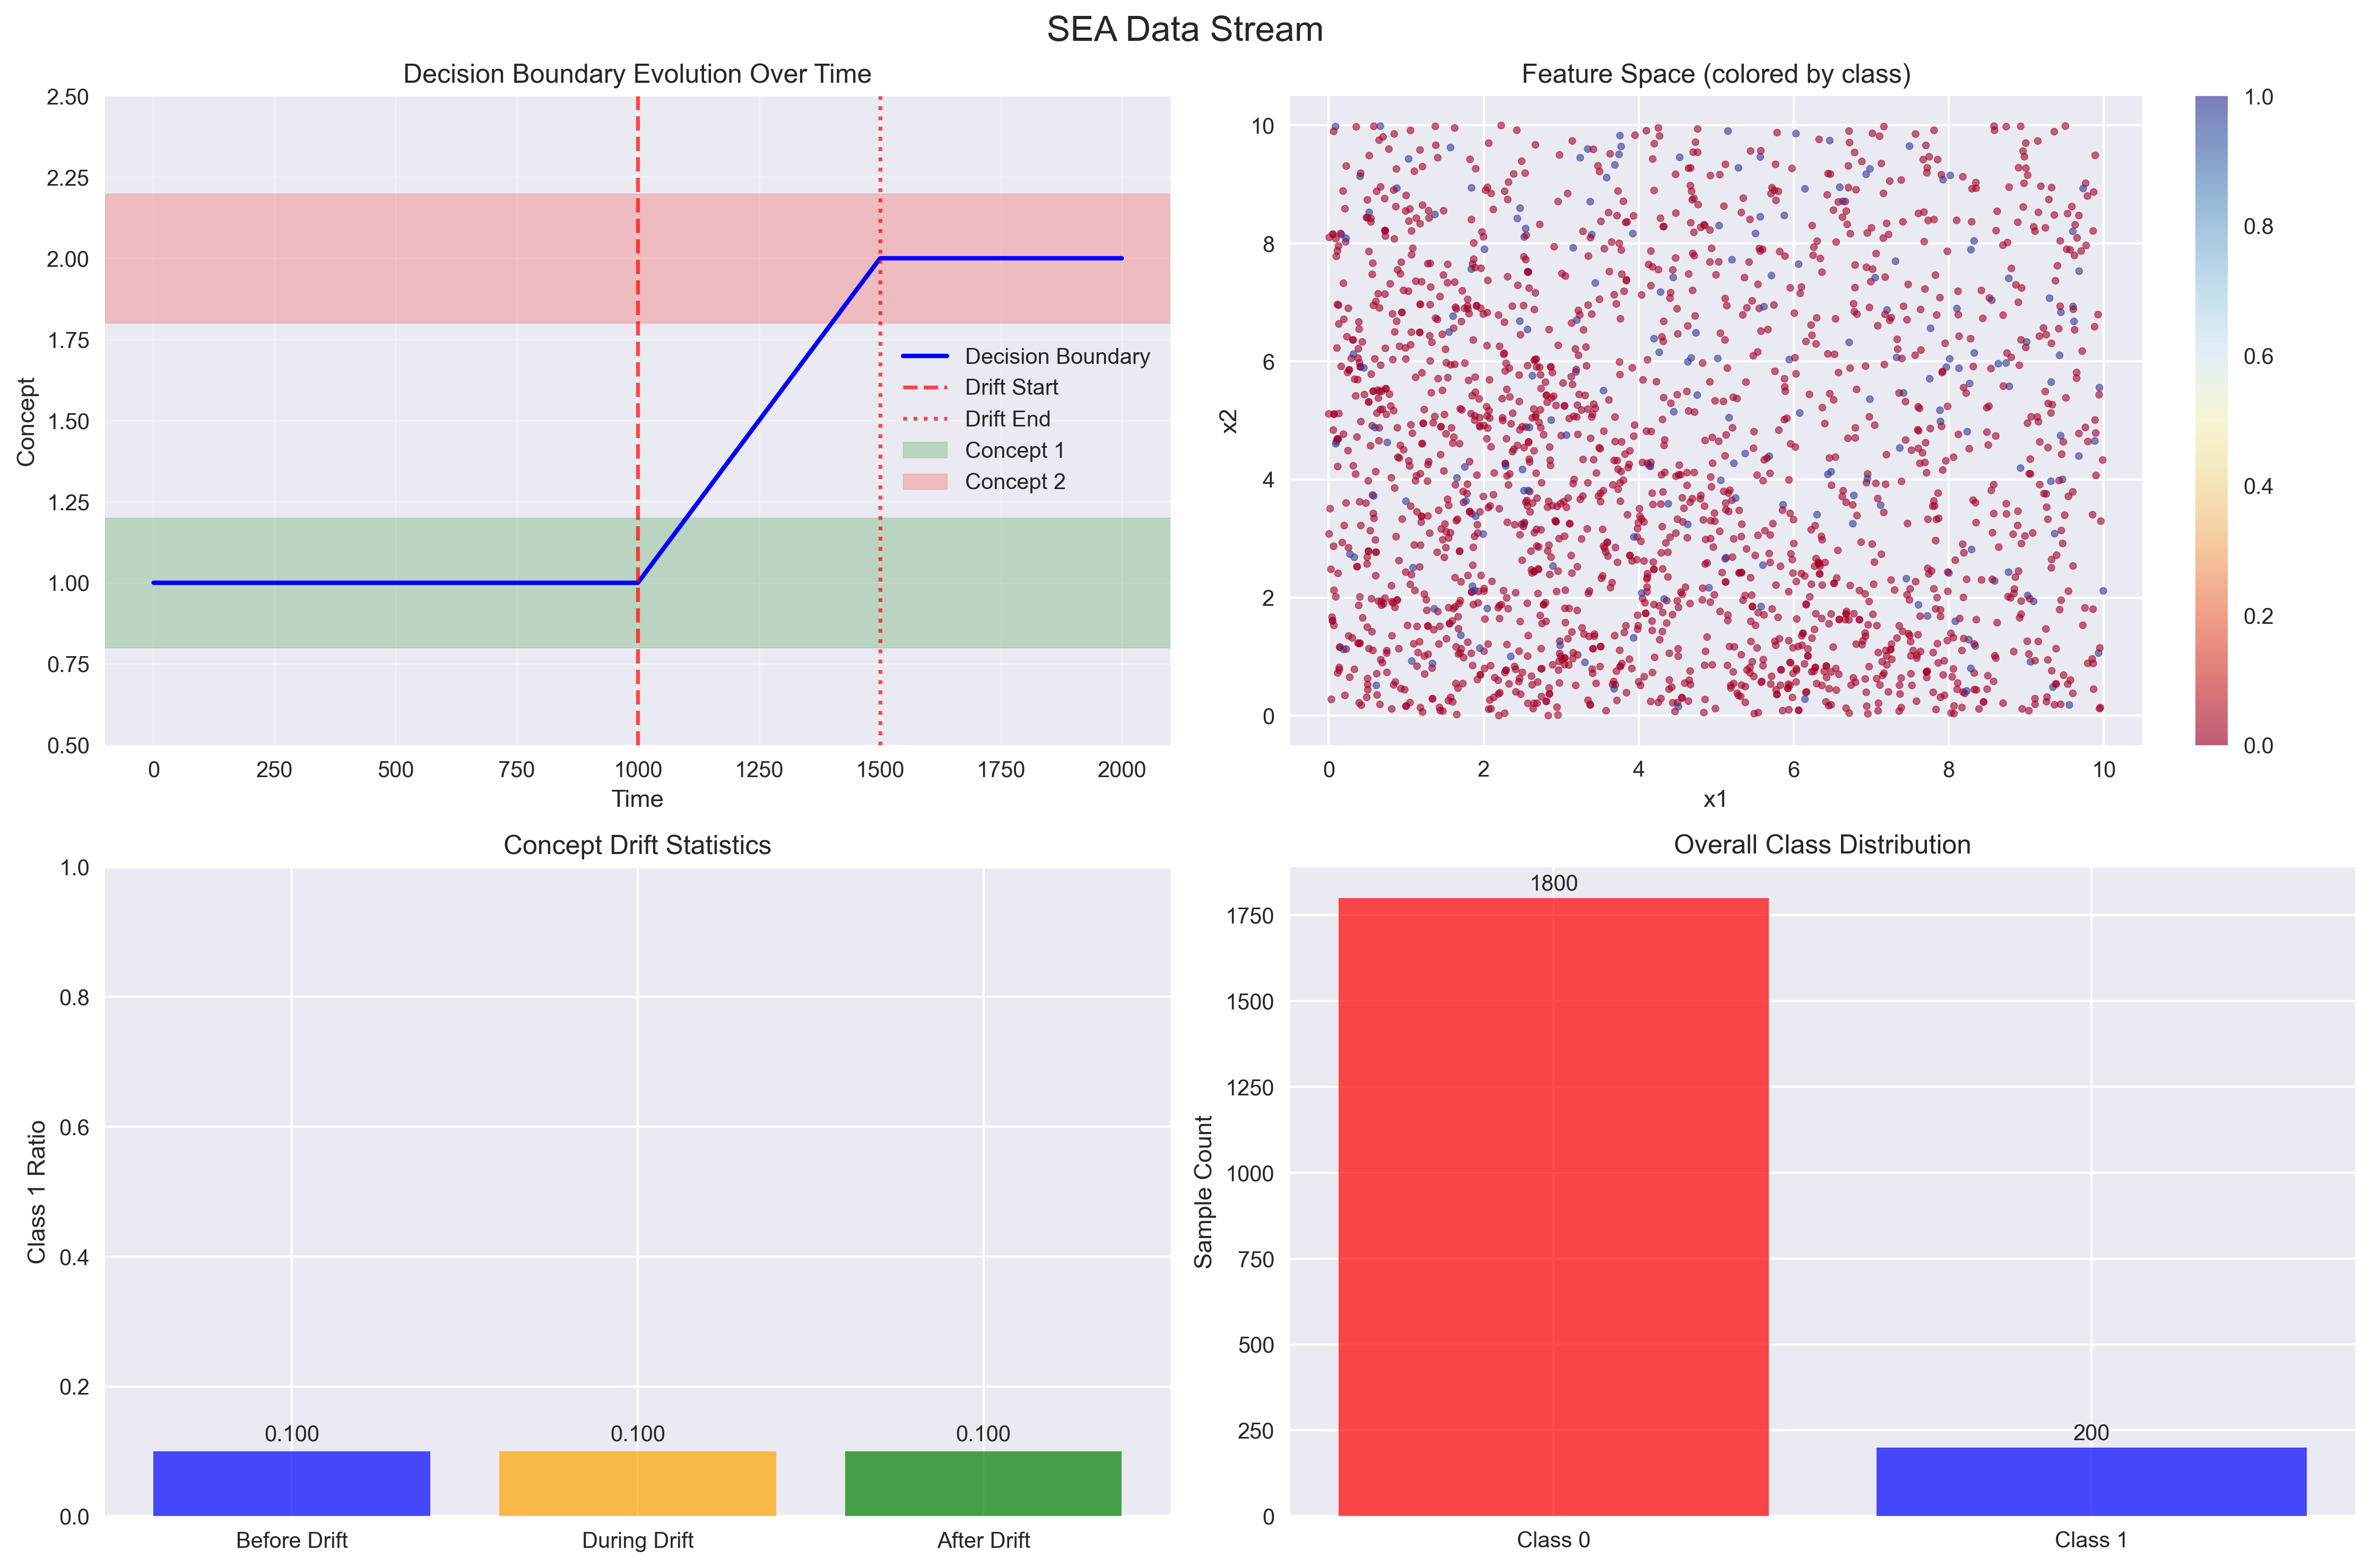 SEA Data Stream
Decision Boundary Evolution Over Time
2.50
2.25
2.00
1.75
1.50
1.25
1.00
0.75
0.50
Concept
0 250 500 750 1000 1250 1500 1750 2000
Time
Decision Boundary
Drift Start
Drift End
Concept 1
Concept 2
Feature Space (colored by class)
10
8
6
4
2
0
x2
0 2 4 6 8 10
x1
1.0
0.8
0.6
0.4
0.2
0.0
Concept Drift Statistics
1.0
0.8
0.6
0.4
0.2
0.0
Class 1 Ratio
0.100 0.100 0.100
Before Drift During Drift After Drift
Overall Class Distribution
1750
1500
1250
1000
750
500
250
0
Sample Count
1800
200
Class 0 Class 1